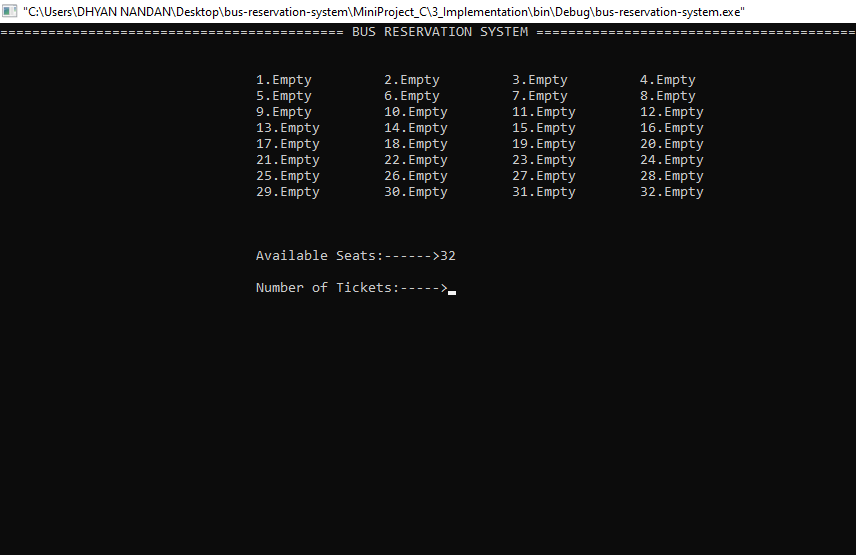 "C:\Users\DHYAN NANDAN\Desktop\bus-reservation-system\MiniProject_C\3_Implementation\bin\Debug\bus-reservation-system.exe"
=========================================== BUS RESERVATION SYSTEM ========================================
1.Empty 2.Empty 3.Empty 4.Empty
5.Empty 6.Empty 7.Empty 8.Empty
9.Empty 10.Empty 11.Empty 12.Empty
13.Empty 14.Empty 15.Empty 16.Empty
17.Empty 18.Empty 19.Empty 20.Empty
21.Empty 22.Empty 23.Empty 24.Empty
25.Empty 26.Empty 27.Empty 28.Empty
29.Empty 30.Empty 31.Empty 32.Empty
Available Seats:------>32
Number of Tickets:----->